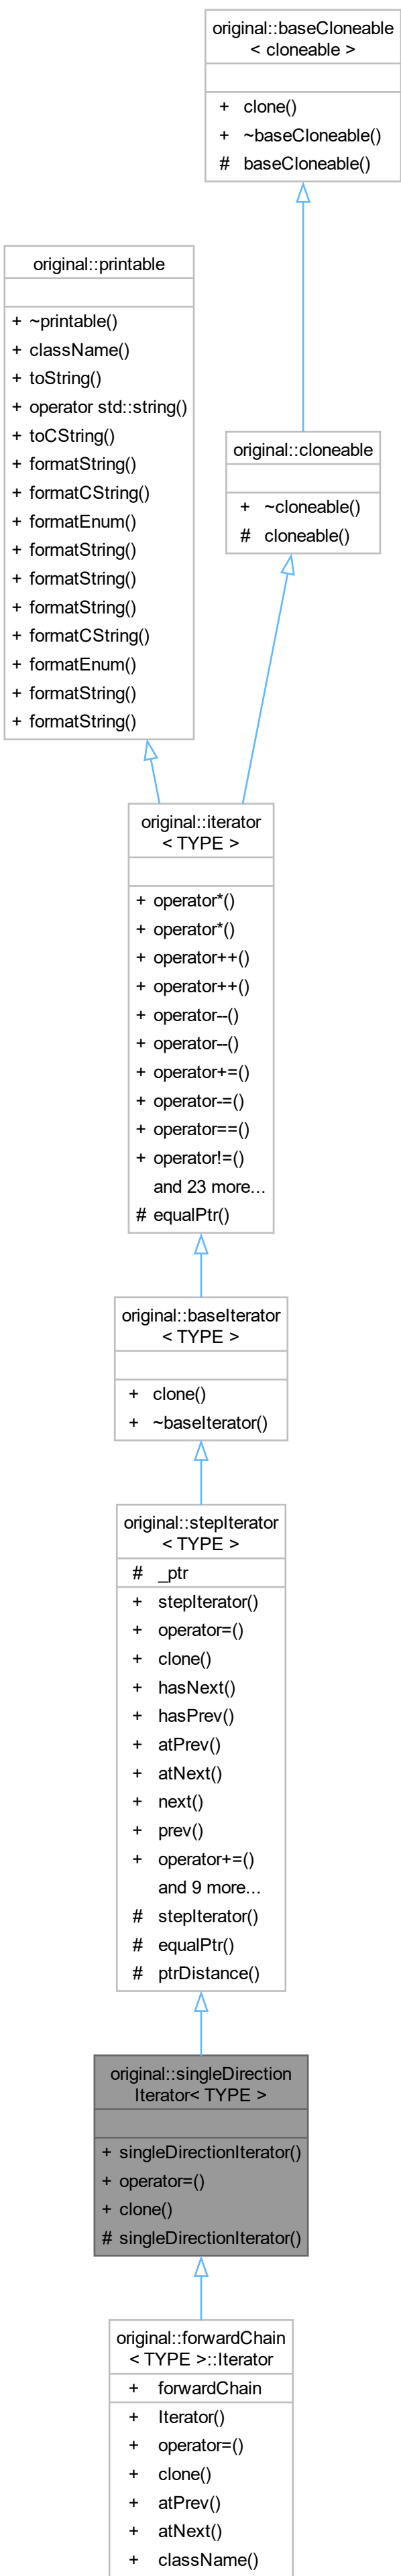 original::baseCloneable
< cloneable >
+ clone()
+ ~baseCloneable()
# baseCloneable()
original::printable
+ ~printable()
+ className()
+ toString()
+ operator std::string()
+ toCString()
+ formatString()
+ formatCString()
+ formatEnum()
+ formatString()
+ formatString()
+ formatString()
+ formatCString()
+ formatEnum()
+ formatString()
+ formatString()
original::cloneable
+ ~cloneable()
# cloneable()
original::iterator
< TYPE >
+ operator*()
+ operator*()
+ operator++()
+ operator++()
+ operator--()
+ operator--()
+ operator+=()
+ operator-=()
+ operator==()
+ operator!=()
and 23 more...
# equalPtr()
original::baseIterator
< TYPE >
+ clone()
+ ~baseIterator()
original::stepIterator
< TYPE >
# _ptr
+ stepIterator()
+ operator=()
+ clone()
+ hasNext()
+ hasPrev()
+ atPrev()
+ atNext()
+ next()
+ prev()
+ operator+=()
and 9 more...
# stepIterator()
# equalPtr()
# ptrDistance()
original::singleDirection
Iterator< TYPE >
+ singleDirectionIterator()
+ operator=()
+ clone()
# singleDirectionIterator()
original::forwardChain
< TYPE >::Iterator
+ forwardChain
+ Iterator()
+ operator=()
+ clone()
+ atPrev()
+ atNext()
+ className()